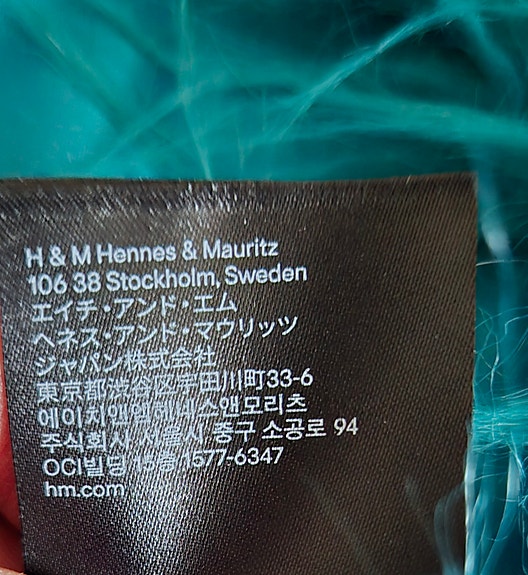 H & M Hennes & Mauritz
106 38 Stockholm, Sweden
エイチ・アンド・エム
ヘネス・アンド・マウリッツ
ジャパン株式会社
東京都渋谷区宇田川町33-6
에이치앤엠헤네스앤모리츠
주식회사 서울시 중구 소공로 94
OCI빌딩 15층 1577-6347
hm.com